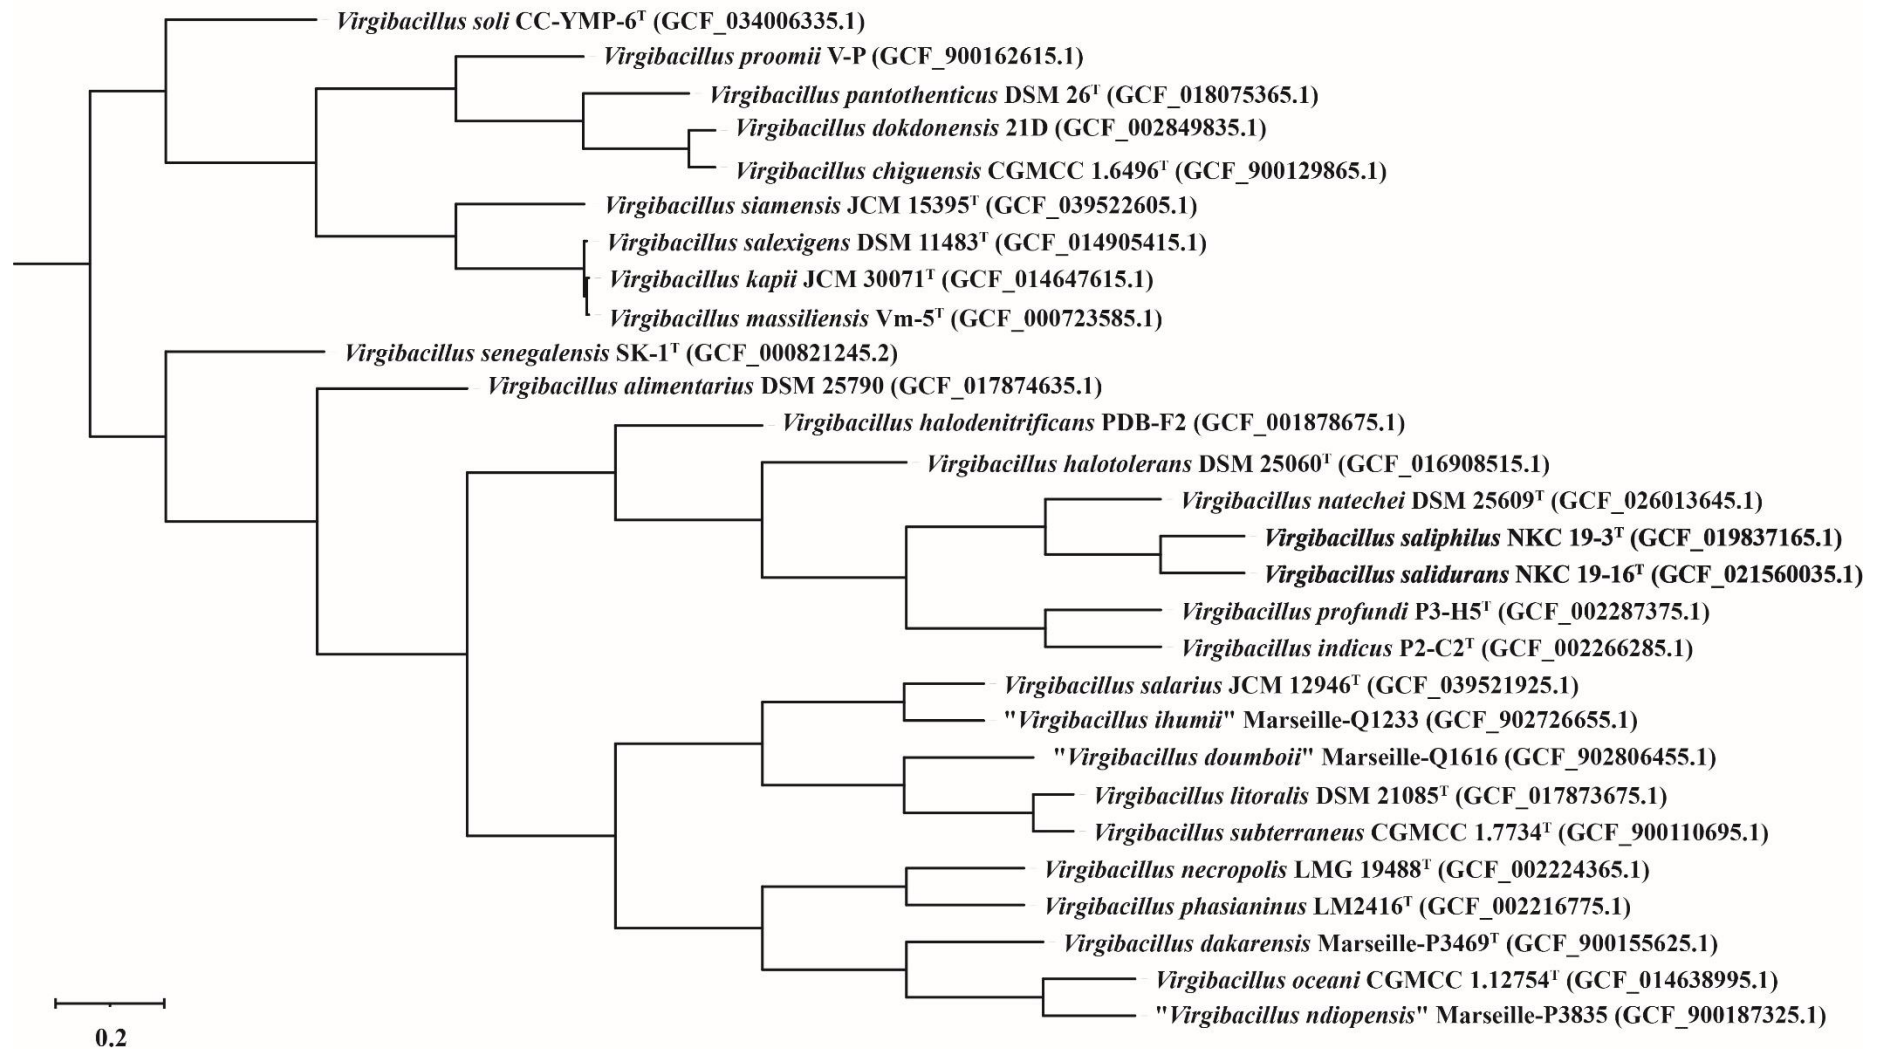 Virgibacillus soli CC-YMP-6ᵀ (GCF_034006335.1)
Virgibacillus proomii V-P (GCF_900162615.1)
Virgibacillus pantothenticus DSM 26ᵀ (GCF_018075365.1)
Virgibacillus dokdonensis 21D (GCF_002849835.1)
Virgibacillus chiguensis CGMCC 1.6496ᵀ (GCF_900129865.1)
Virgibacillus siamensis JCM 15395ᵀ (GCF_039522605.1)
Virgibacillus salexigens DSM 11483ᵀ (GCF_014905415.1)
Virgibacillus kapii JCM 30071ᵀ (GCF_014647615.1)
Virgibacillus massiliensis Vm-5ᵀ (GCF_000723585.1)
Virgibacillus senegalensis SK-1ᵀ (GCF_000821245.2)
Virgibacillus alimentarius DSM 25790 (GCF_017874635.1)
Virgibacillus halodenitrificans PDB-F2 (GCF_001878675.1)
Virgibacillus halotolerans DSM 25060ᵀ (GCF_016908515.1)
Virgibacillus natechei DSM 25609ᵀ (GCF_026013645.1)
Virgibacillus saliphilus NKC 19-3ᵀ (GCF_019837165.1)
Virgibacillus salidurans NKC 19-16ᵀ (GCF_021560035.1)
Virgibacillus profundi P3-H5ᵀ (GCF_002287375.1)
Virgibacillus indicus P2-C2ᵀ (GCF_002266285.1)
Virgibacillus salarius JCM 12946ᵀ (GCF_039521925.1)
"Virgibacillus ihumii" Marseille-Q1233 (GCF_902726655.1)
"Virgibacillus doumboii" Marseille-Q1616 (GCF_902806455.1)
Virgibacillus litoralis DSM 21085ᵀ (GCF_017873675.1)
Virgibacillus subterraneus CGMCC 1.7734ᵀ (GCF_900110695.1)
Virgibacillus necropolis LMG 19488ᵀ (GCF_002224365.1)
Virgibacillus phasianinus LM2416ᵀ (GCF_002216775.1)
Virgibacillus dakarensis Marseille-P3469ᵀ (GCF_900155625.1)
Virgibacillus oceani CGMCC 1.12754ᵀ (GCF_014638995.1)
"Virgibacillus ndiopensis" Marseille-P3835 (GCF_900187325.1)
0.2